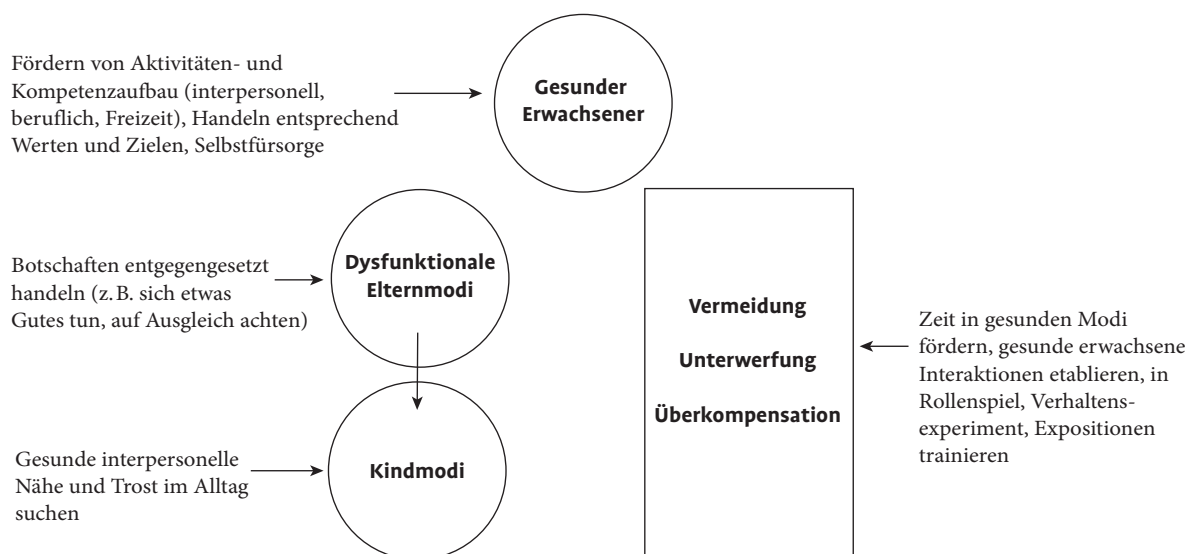 Fördern von Aktivitäten- und
Kompetenzaufbau (interpersonell,
beruflich, Freizeit), Handeln entsprechend
Werten und Zielen, Selbstfürsorge
Gesunder
Erwachsener
Botschaften entgegengesetzt
handeln (z. B. sich etwas
Gutes tun, auf Ausgleich achten)
Dysfunktionale
Elternmodi
Vermeidung
Unterwerfung
Überkompensation
Zeit in gesunden Modi
fördern, gesunde erwachsene
Interaktionen etablieren, in
Rollenspiel, Verhaltens-
experiment, Expositionen
trainieren
Gesunde interpersonelle
Nähe und Trost im Alltag
suchen
Kindmodi